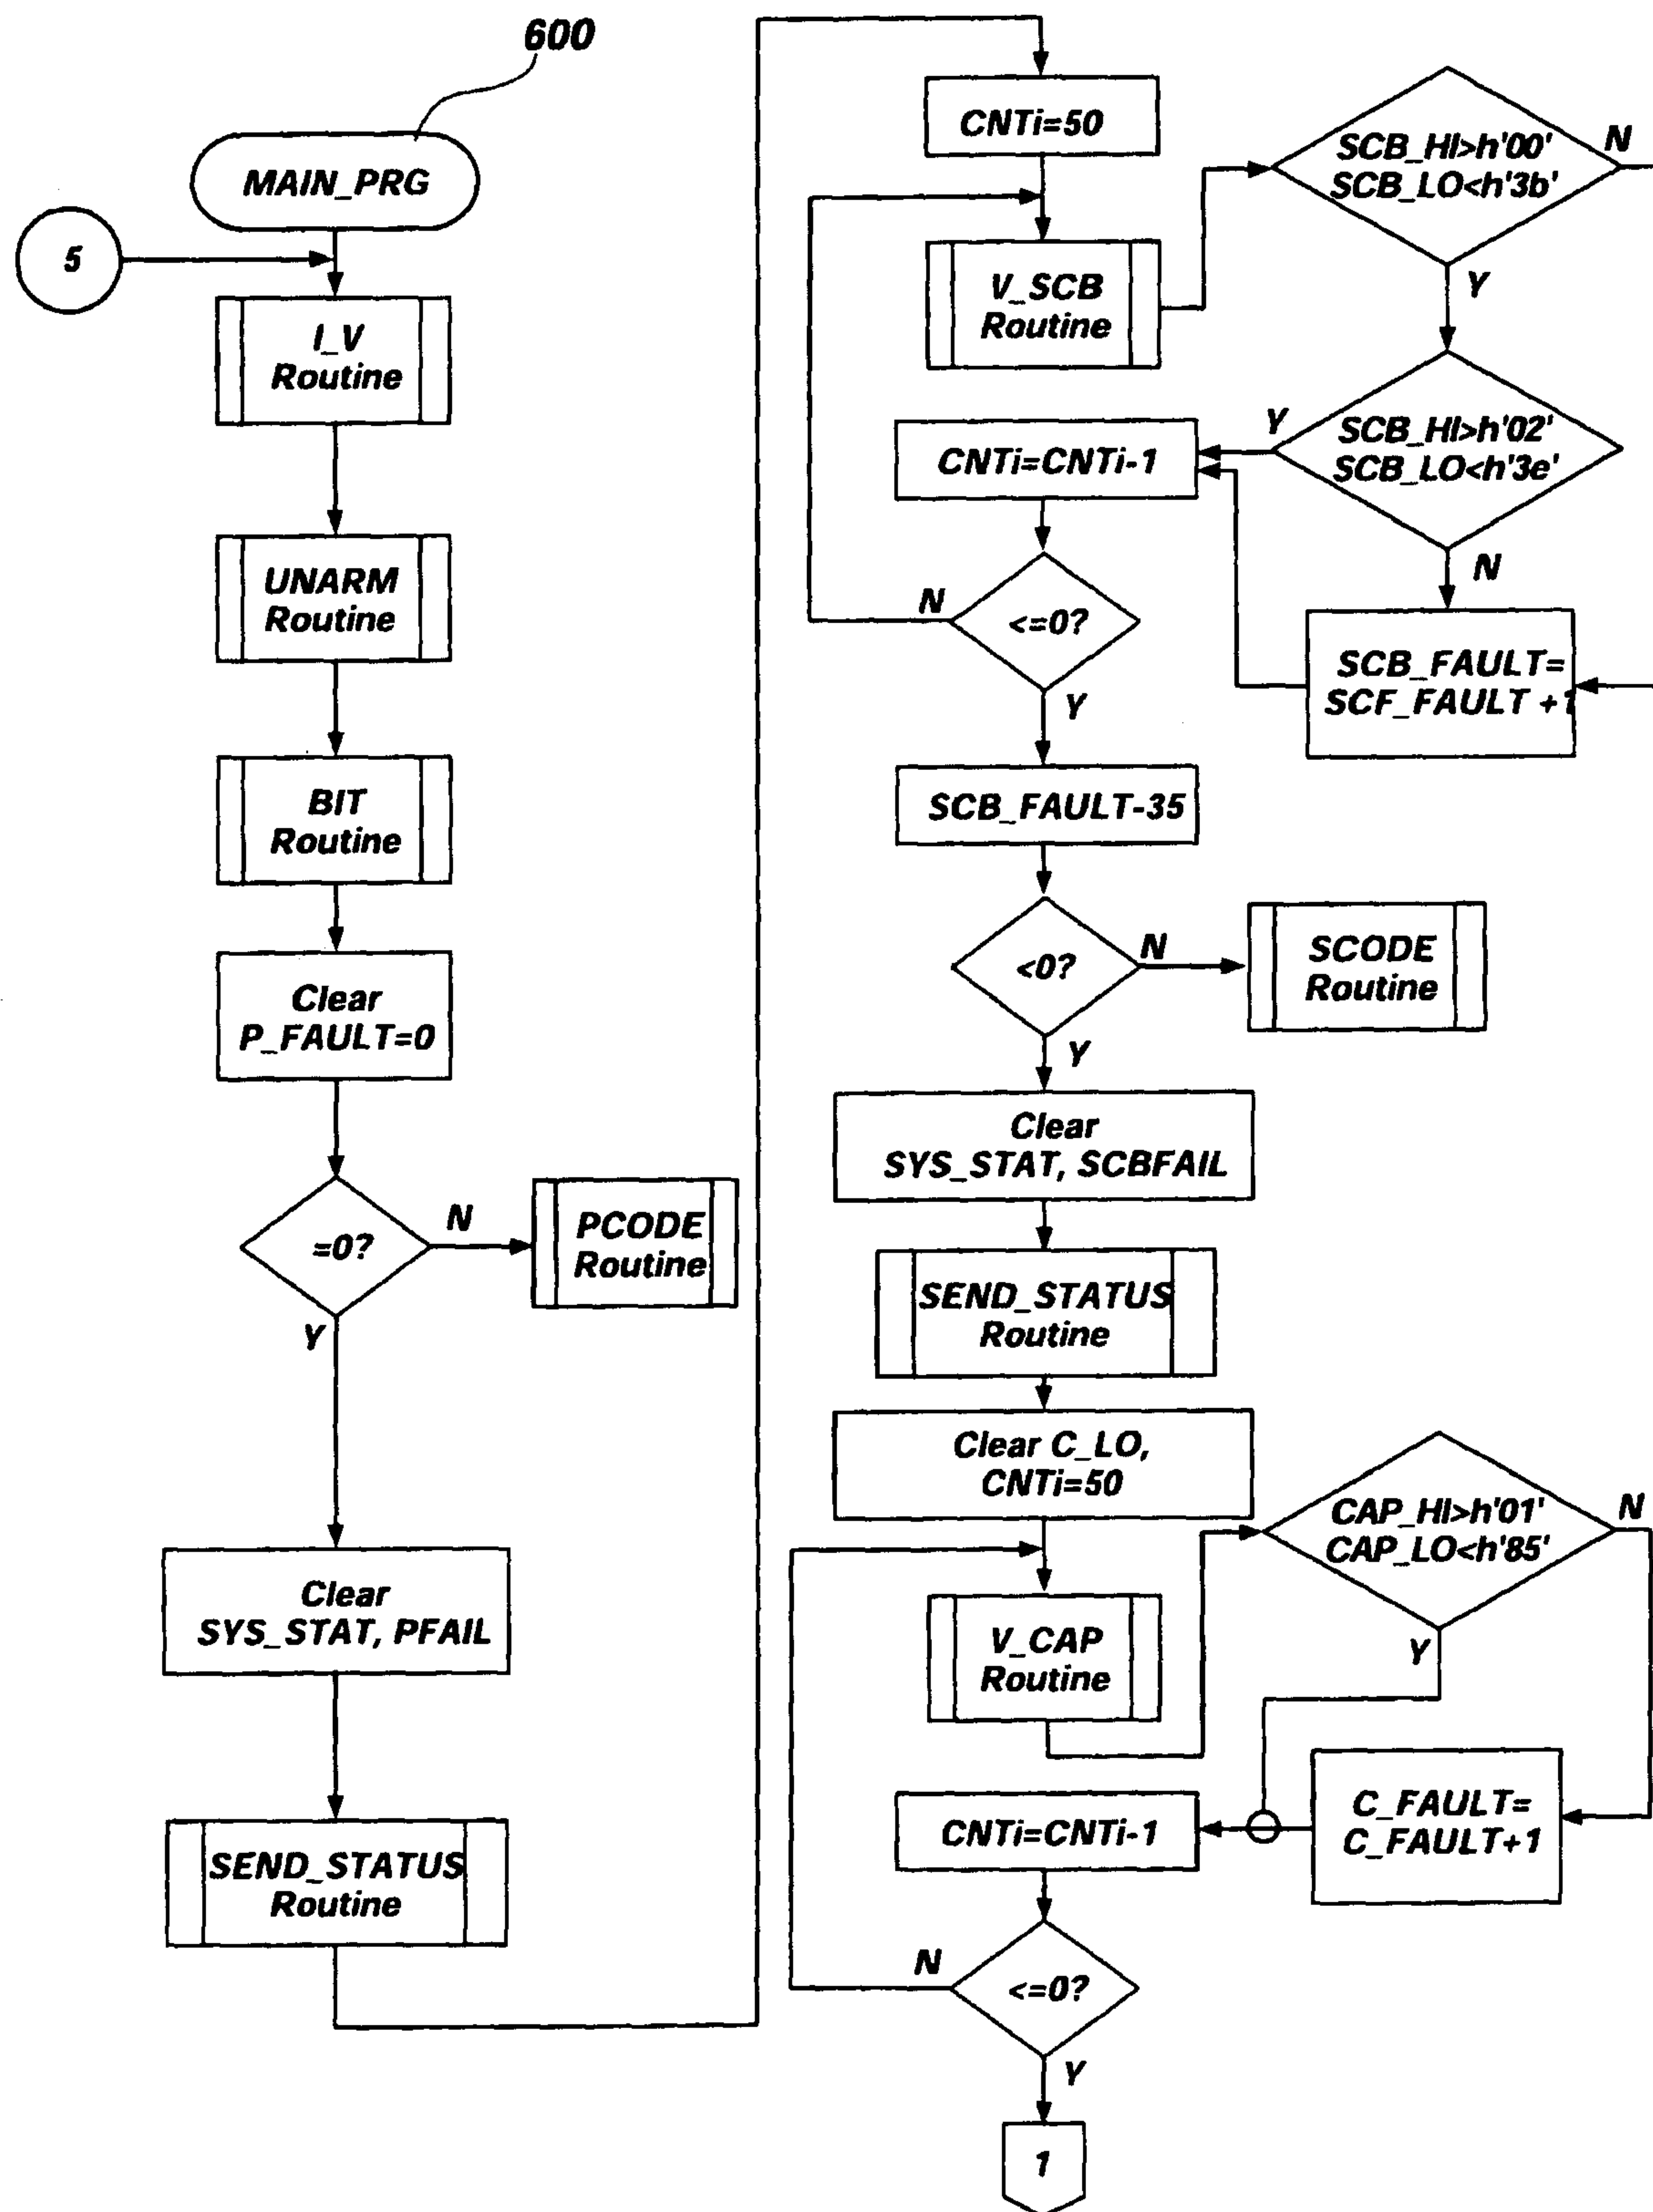 600
MAIN_PRG
5
I_V
Routine
UNARM
Routine
BIT
Routine
Clear
P_FAULT=0
=0?
N
PCODE
Routine
Y
Clear
SYS_STAT, PFAIL
SEND_STATUS
Routine
CNTi=50
V_SCB
Routine
SCB_HI>h'00'
SCB_LO<h'3b'
N
Y
SCB_HI>h'02'
SCB_LO<h'3e'
Y
N
SCB_FAULT=
SCF_FAULT +1
CNTi=CNTi-1
<=0?
N
Y
SCB_FAULT-35
<0?
N
SCODE
Routine
Y
Clear
SYS_STAT, SCBFAIL
SEND_STATUS
Routine
Clear C_LO,
CNTi=50
V_CAP
Routine
CAP_HI>h'01'
CAP_LO<h'85'
N
Y
C_FAULT=
C_FAULT+1
CNTi=CNTi-1
<=0?
N
Y
1